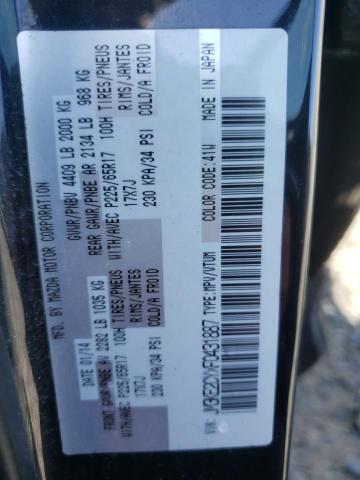 MFD. BY MAZDA MOTOR CORPORATION
DATE: 01/14 GVWR/PNBV 4409 LB 2000 KG
FRONT GAWR/PNBE AV 2282 LB 1035 KG REAR GAWR/PNBE AR 2134 LB 968 KG
WITH/AVEC P225/65R17 100H TIRES/PNEUS WITH/AVEC P225/65R17 100H TIRES/PNEUS
17X7J RIMS/JANTES 17X7J RIMS/JANTES
230 KPA/34 PSI COLD/A FROID 230 KPA/34 PSI COLD/A FROID
MADE IN JAPAN
COLOR CODE: 41W
TYPE: MPV/VTUM
VIN: